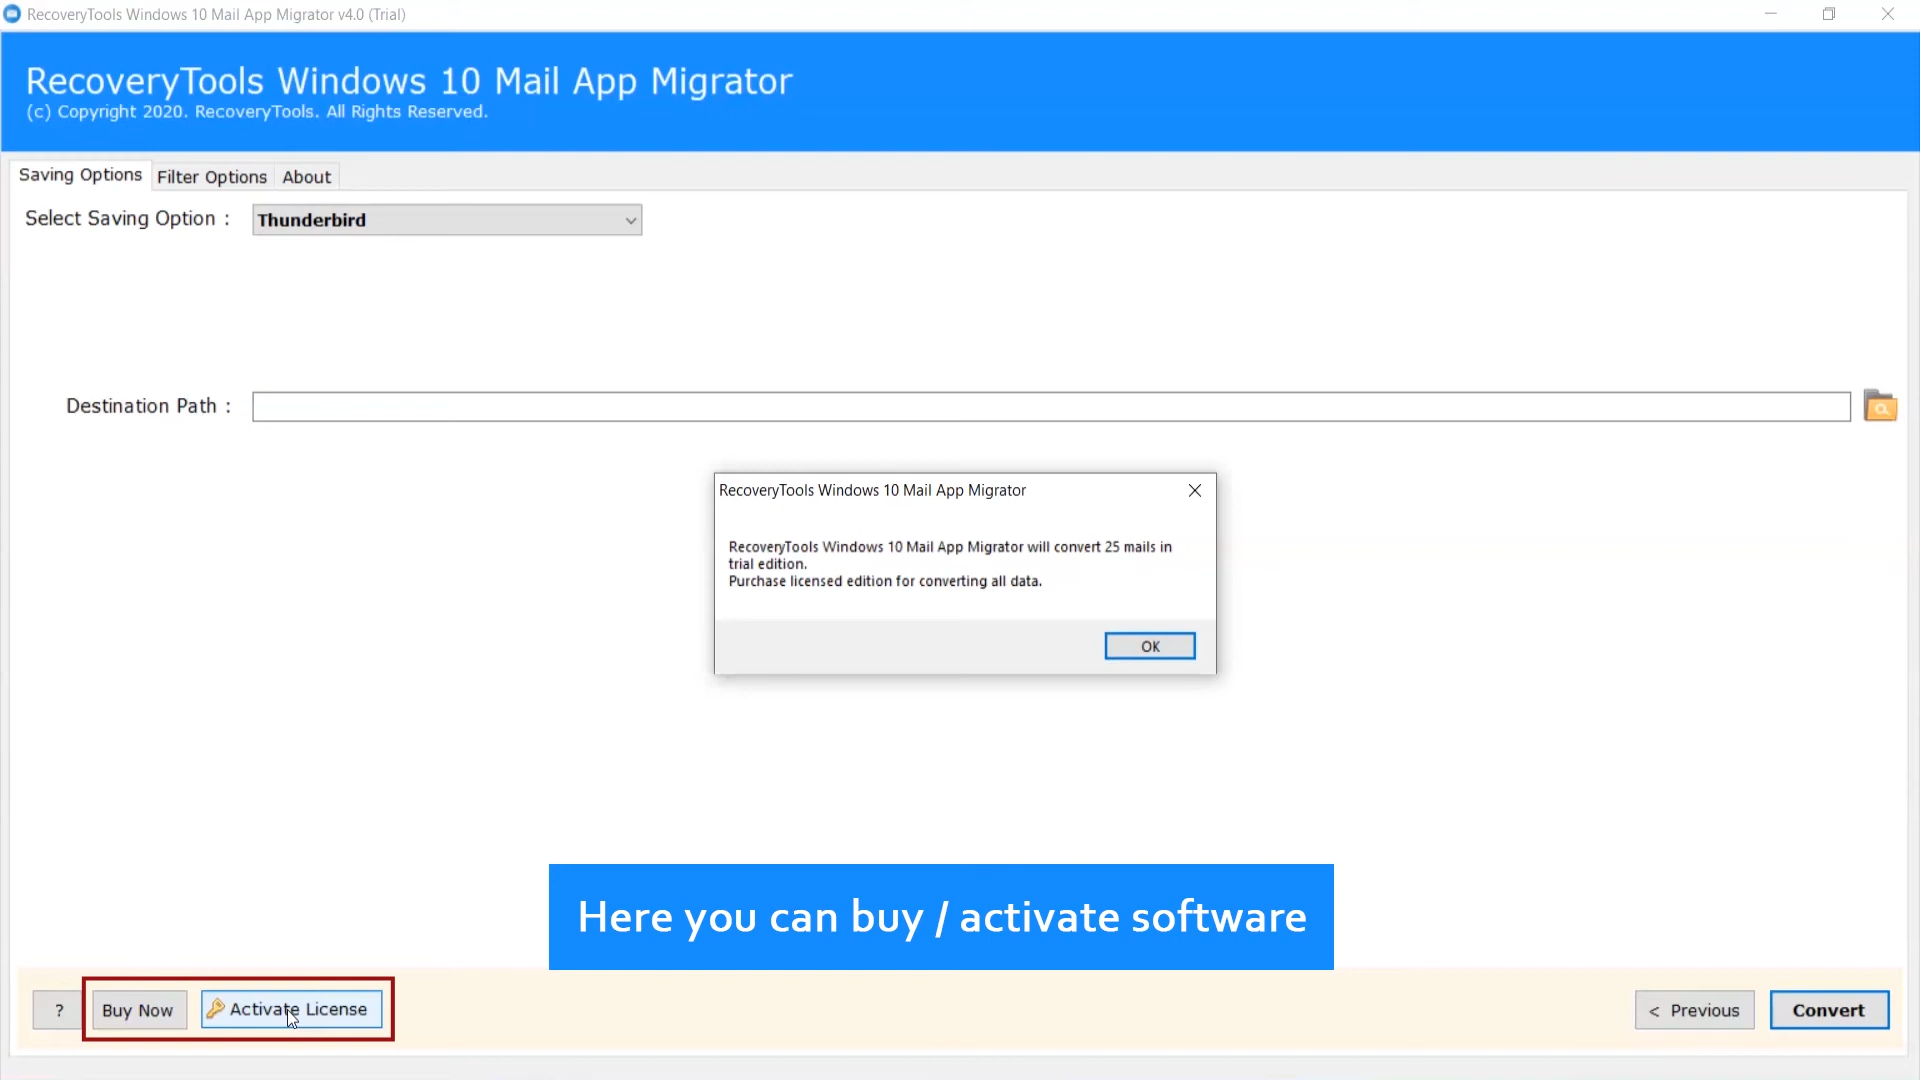 RecoveryTools Windows 10 Mail App Migrator v4.0 (Trial)
RecoveryTools Windows 10 Mail App Migrator
(c) Copyright 2020. RecoveryTools. All Rights Reserved.
Saving Options
Filter Options
About
Select Saving Option :
Thunderbird
Destination Path :
RecoveryTools Windows 10 Mail App Migrator
RecoveryTools Windows 10 Mail App Migrator will convert 25 mails in
trial edition.
Purchase licensed edition for converting all data.
OK
Here you can buy / activate software
?
Buy Now
Activate License
< Previous
Convert